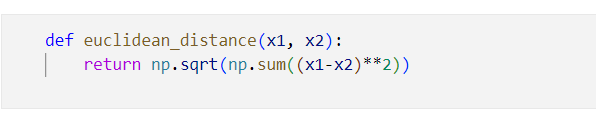 def euclidean_distance(x1, x2):
    return np.sqrt(np.sum((x1-x2)**2))